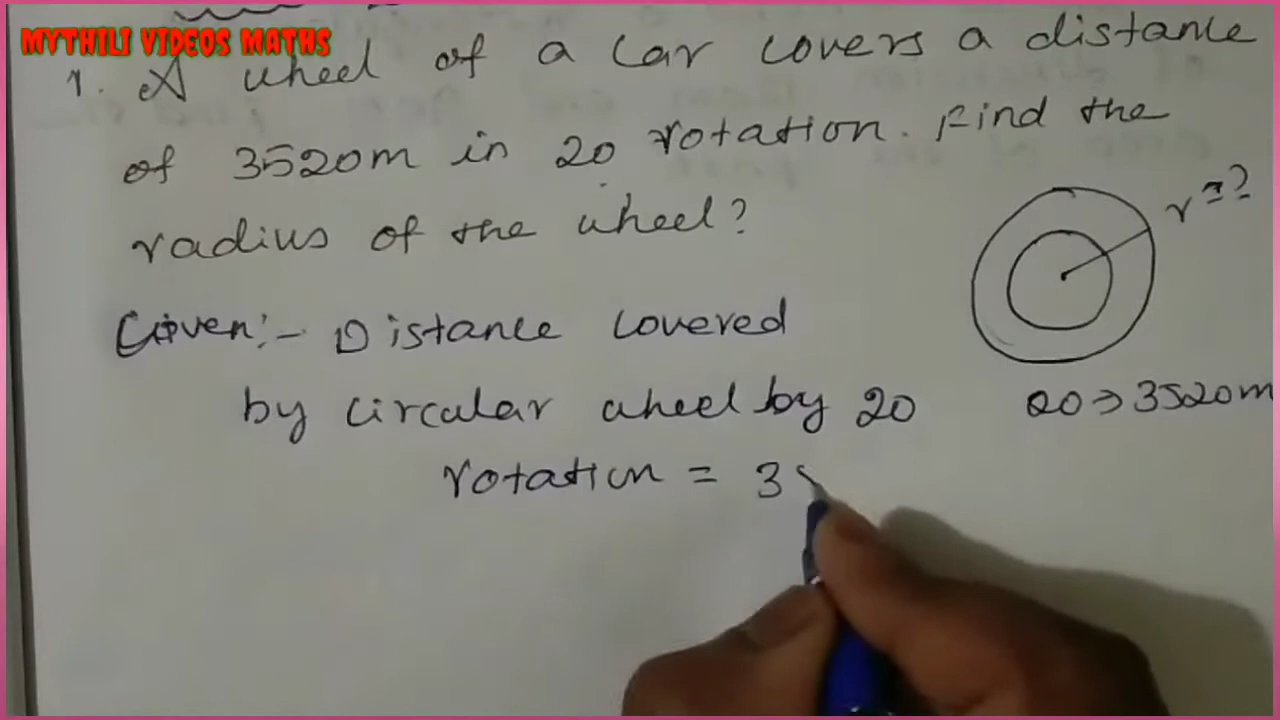 MYTHILI VIDEOS MATHS
1. A wheel of a car covers a distance
of 3520m in 20 rotation. Find the
radius of the wheel?
r=?
Given:- Distance covered
by circular wheel by 20
20 → 3520m
rotation = 35